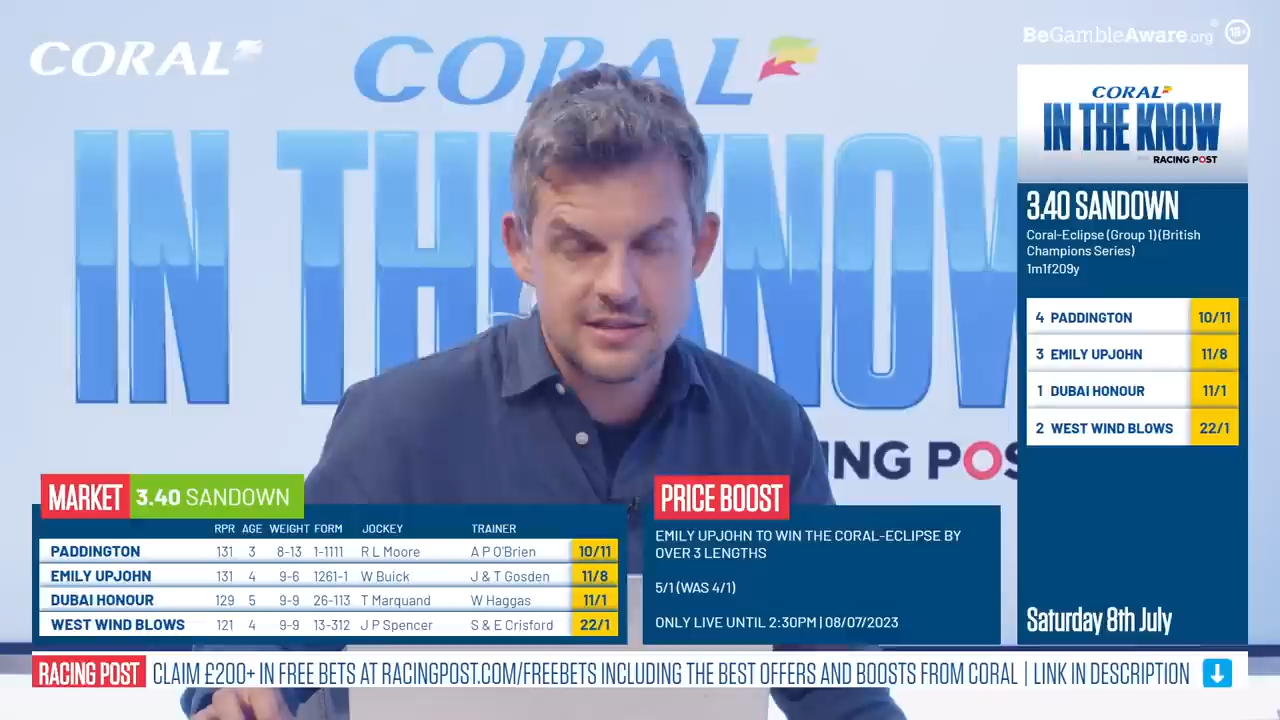 CORAL
BeGambleAware.org® 18+
CORAL
IN THE KNOW
ING POS
CORAL
IN THE KNOW
RACING POST
3.40 SANDOWN
Coral-Eclipse (Group 1)(British
Champions Series)
1m1f209y
4 PADDINGTON 10/11
3 EMILY UPJOHN 11/8
1 DUBAI HONOUR 11/1
2 WEST WIND BLOWS 22/1
Saturday 8th July
MARKET 3.40 SANDOWN
RPR AGE WEIGHT FORM JOCKEY TRAINER
PADDINGTON 131 3 8-13 1-1111 R L Moore A P O'Brien 10/11
EMILY UPJOHN 131 4 9-6 1261-1 W Buick J & T Gosden 11/8
DUBAI HONOUR 129 5 9-9 26-113 T Marquand W Haggas 11/1
WEST WIND BLOWS 121 4 9-9 13-312 J P Spencer S & E Crisford 22/1
PRICE BOOST
EMILY UPJOHN TO WIN THE CORAL-ECLIPSE BY
OVER 3 LENGTHS
5/1 (WAS 4/1)
ONLY LIVE UNTIL 2:30PM | 08/07/2023
RACING POST CLAIM £200+ IN FREE BETS AT RACINGPOST.COM/FREEBETS INCLUDING THE BEST OFFERS AND BOOSTS FROM CORAL | LINK IN DESCRIPTION